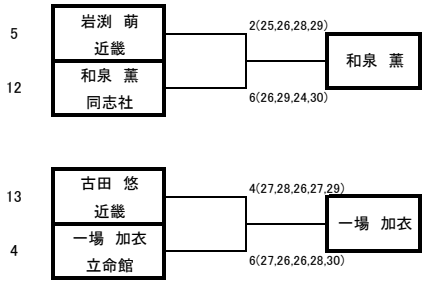 5
岩渕 萌
近畿
2(25,26,28,29)
和泉 薫
12
和泉 薫
同志社
6(26,29,24,30)
13
古田 悠
近畿
4(27,28,26,27,29)
一場 加衣
4
一場 加衣
立命館
6(27,26,26,28,30)